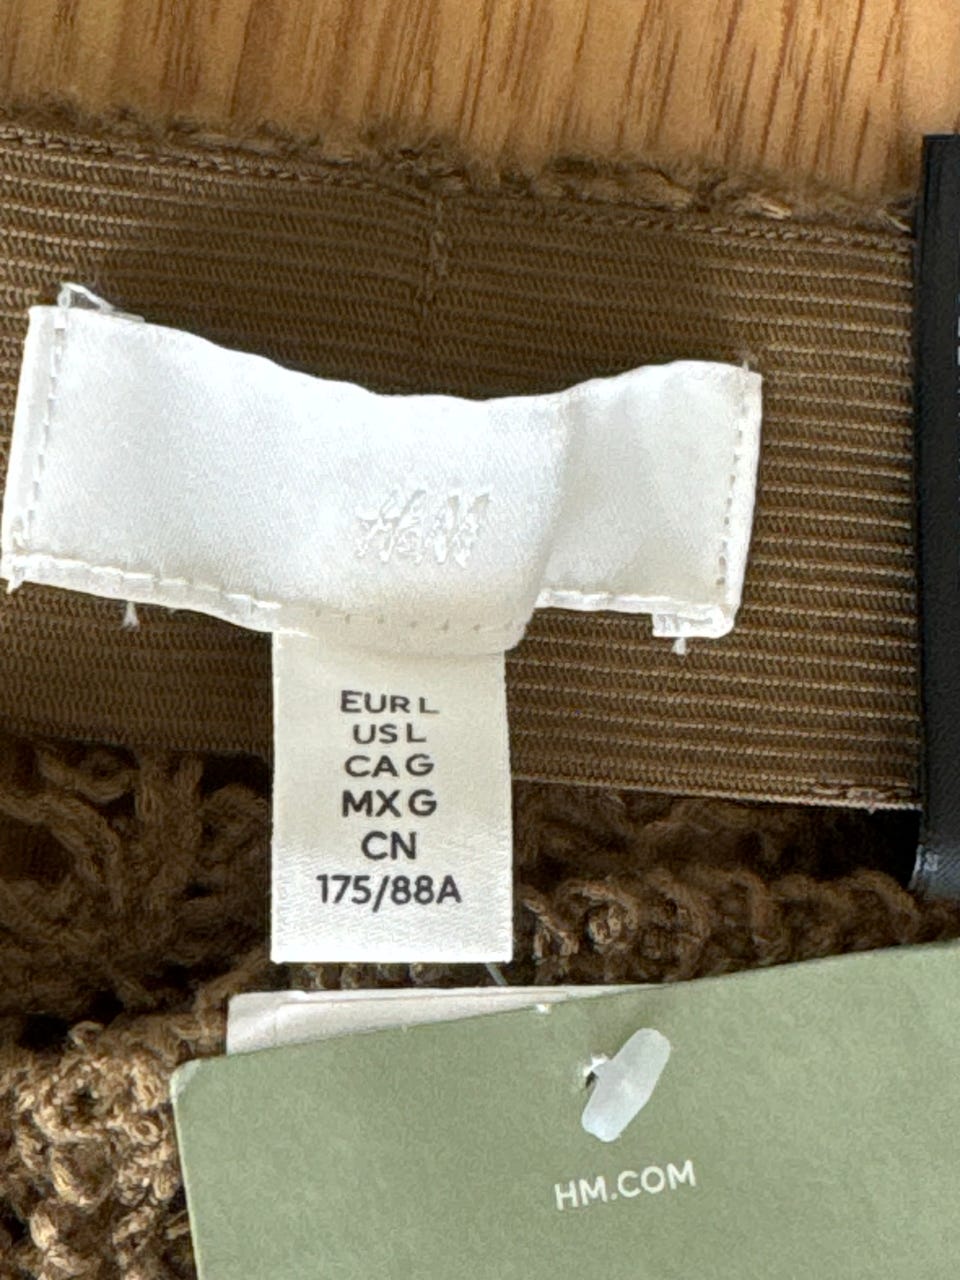 H&M
EUR L
US L
CA G
MX G
CN
175/88A
HM.COM